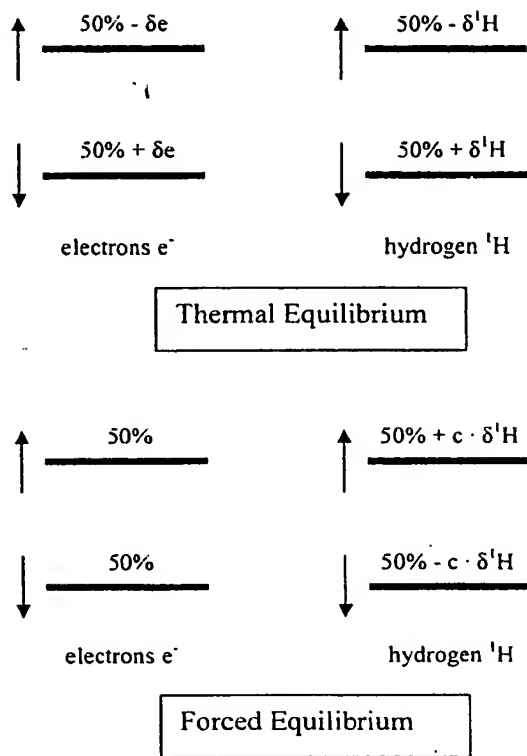 50% - δe 50% - δ¹H
50% + δe 50% + δ¹H
electrons e⁻ hydrogen ¹H
Thermal Equilibrium
50% 50% + c · δ¹H
50% 50% - c · δ¹H
electrons e⁻ hydrogen ¹H
Forced Equilibrium